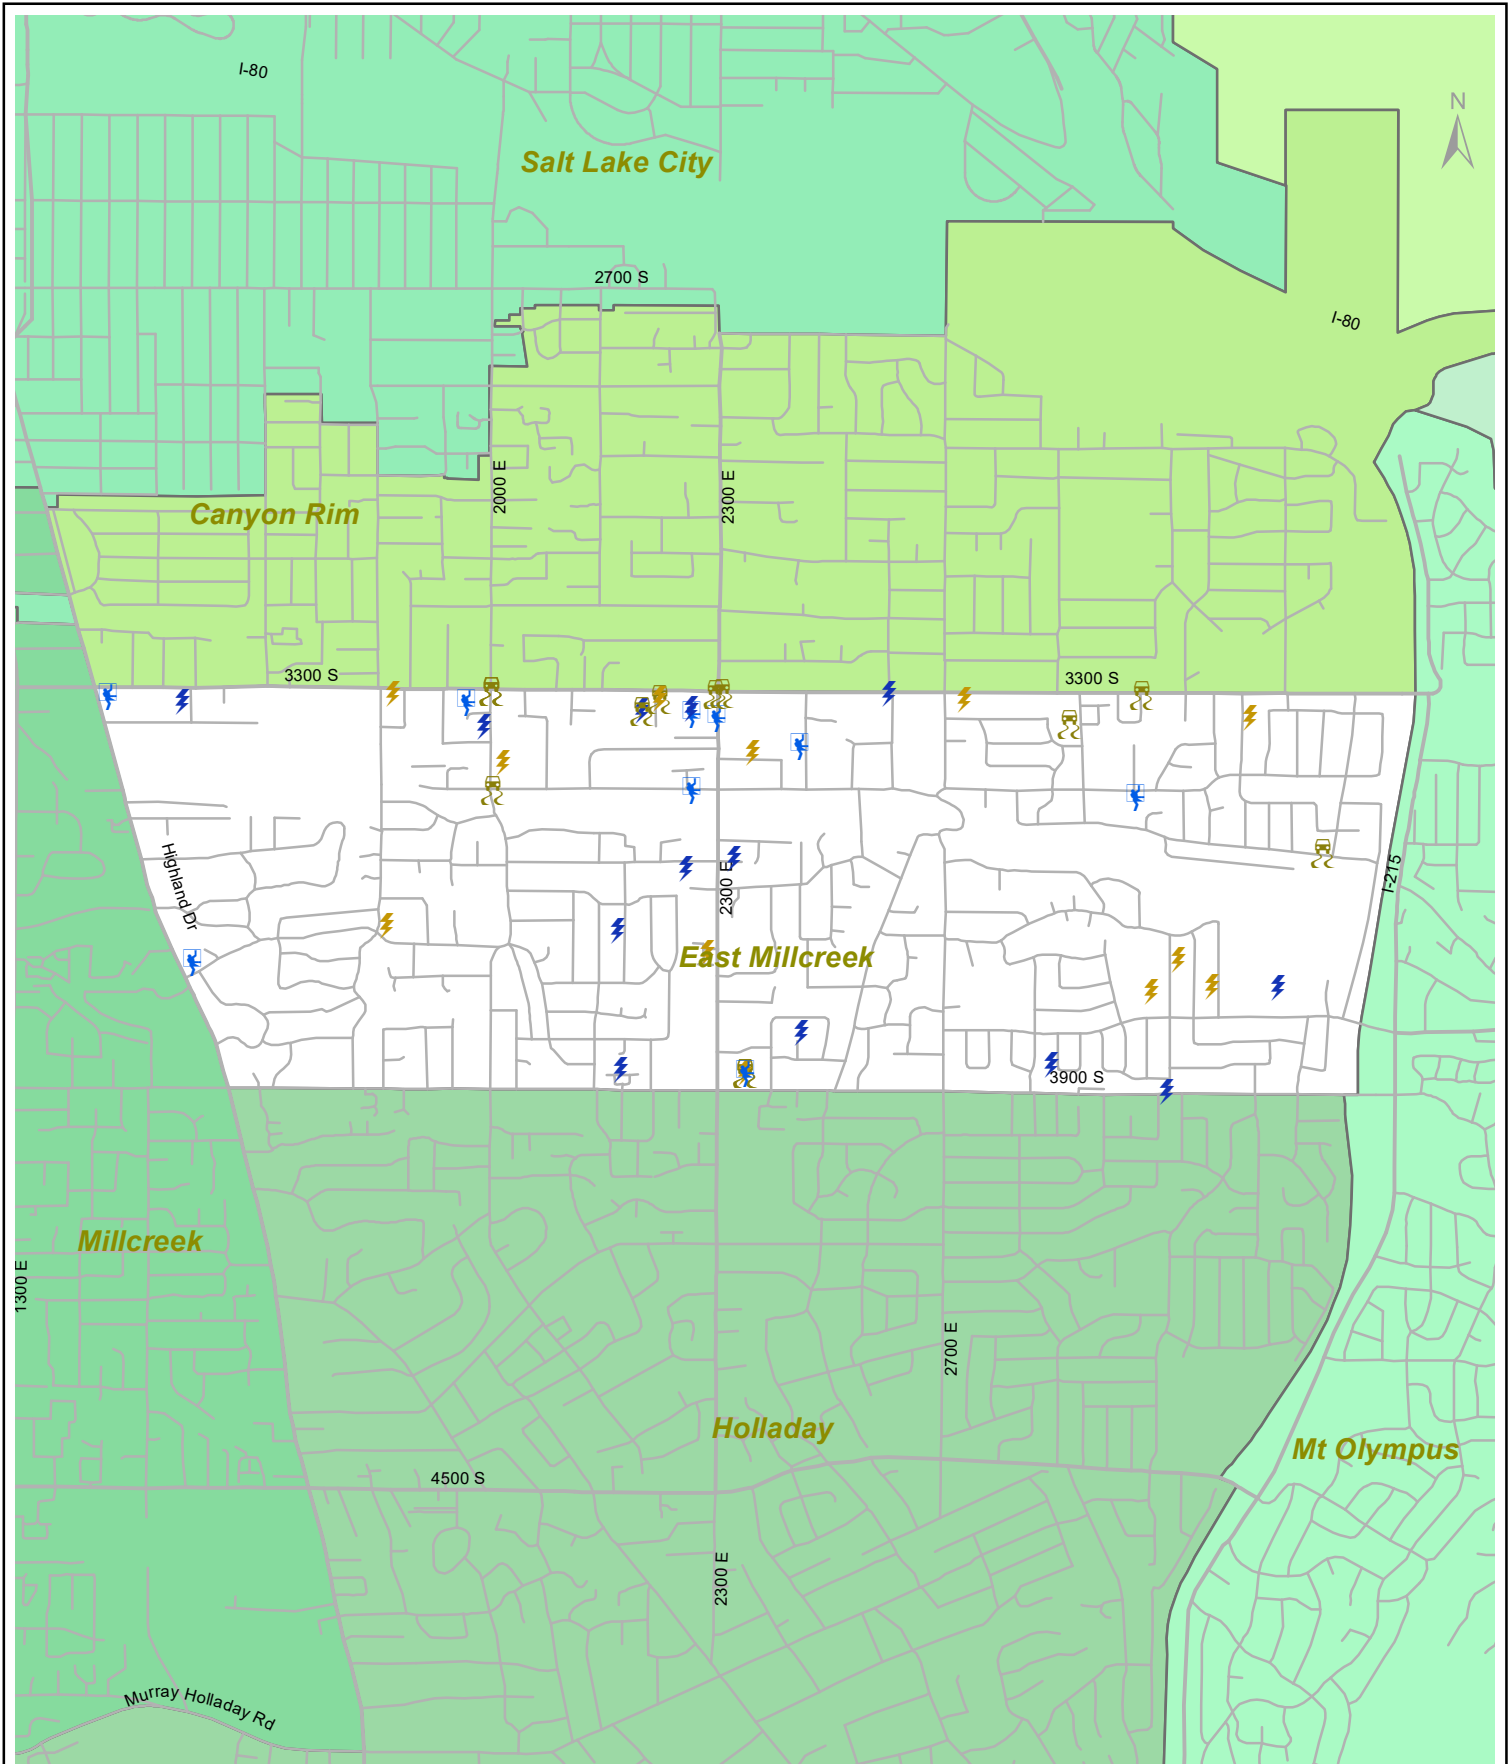 I-80
N
Salt Lake City
2700 S
I-80
2000 E
2300 E
Canyon Rim
3300 S
3300 S
Highland Dr
2300 E
I-215
East Millcreek
3900 S
Millcreek
1300 E
2700 E
Holladay
Mt Olympus
4500 S
2300 E
Murray Holladay Rd